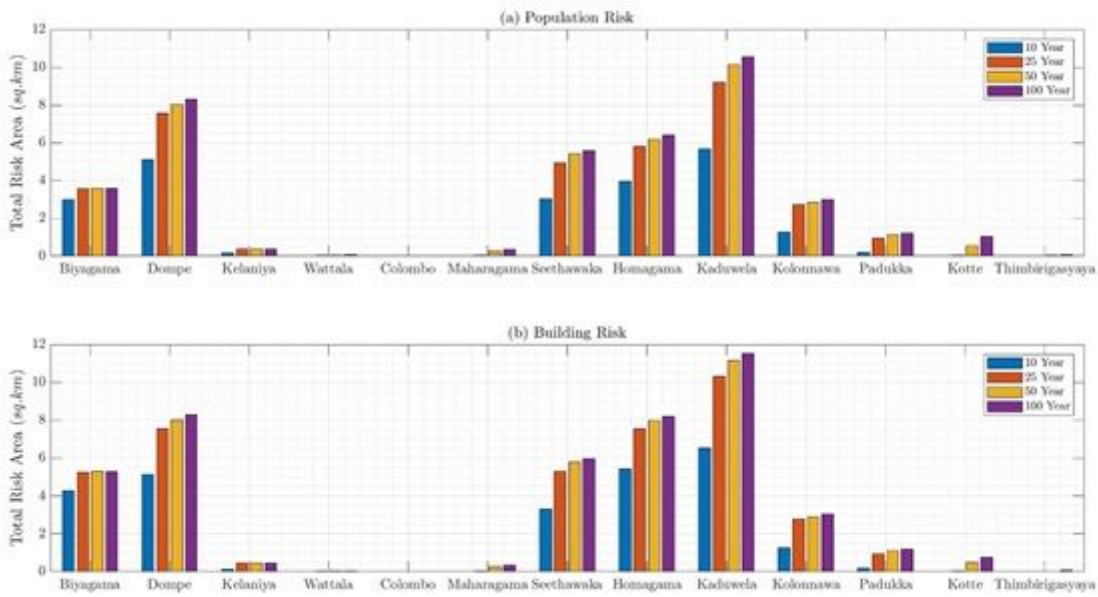 (a) Population Risk
12
10
8
6
4
2
0
Total Risk Area (sq.km)
10 Year
25 Year
50 Year
100 Year
Biyagama Dompe Kelaniya Wattala Colombo Maharagama Seethawaka Homagama Kaduwela Kolonnawa Padukka Kotte Thimbirigasyaya
(b) Building Risk
12
10
8
6
4
2
0
Total Risk Area (sq.km)
10 Year
25 Year
50 Year
100 Year
Biyagama Dompe Kelaniya Wattala Colombo Maharagama Seethawaka Homagama Kaduwela Kolonnawa Padukka Kotte Thimbirigasyaya